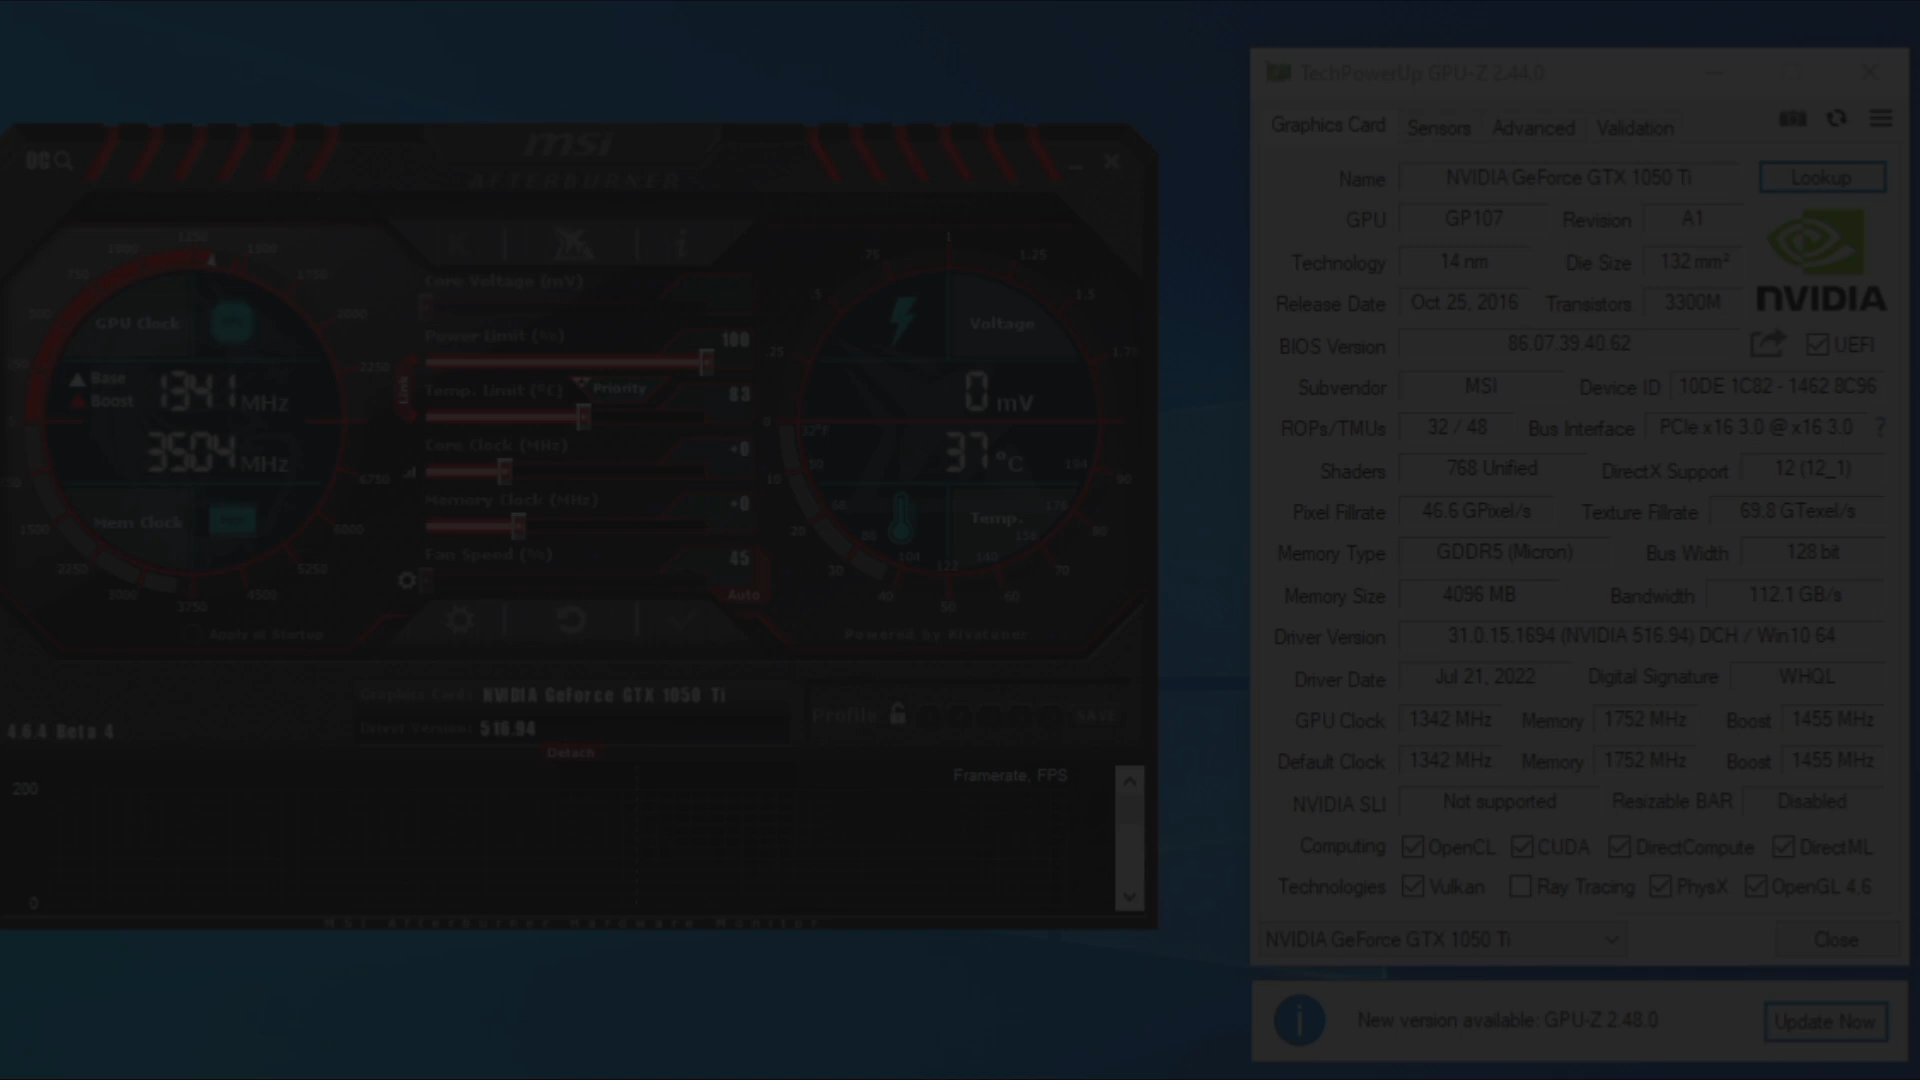 OC
msi
AFTERBURNER
GPU Clock
Base
Boost
1341 MHz
3504 MHz
Mem Clock
Core Voltage (mV)
Power Limit (%)
100
Temp. Limit (°C)
Priority
83
Link
Core Clock (MHz)
+0
Memory Clock (MHz)
+0
Fan Speed (%)
45
Auto
Voltage
0 mV
37 °C
Temp.
Apply at Startup
Powered by Rivatuner
Graphics Card: NVIDIA GeForce GTX 1050 Ti
Driver Version: 516.94
Detach
Profile
SAVE
4.6.4 Beta 4
200
Framerate, FPS
0
MSI Afterburner Hardware Monitor
TechPowerUp GPU-Z 2.44.0
Graphics Card Sensors Advanced Validation
Name NVIDIA GeForce GTX 1050 Ti Lookup
GPU GP107 Revision A1
Technology 14 nm Die Size 132 mm²
Release Date Oct 25, 2016 Transistors 3300M
NVIDIA
BIOS Version 86.07.39.40.62 UEFI
Subvendor MSI Device ID 10DE 1C82 - 1462 8C96
ROPs/TMUs 32 / 48 Bus Interface PCIe x16 3.0 @ x16 3.0 ?
Shaders 768 Unified DirectX Support 12 (12_1)
Pixel Fillrate 46.6 GPixel/s Texture Fillrate 69.8 GTexel/s
Memory Type GDDR5 (Micron) Bus Width 128 bit
Memory Size 4096 MB Bandwidth 112.1 GB/s
Driver Version 31.0.15.1694 (NVIDIA 516.94) DCH / Win10 64
Driver Date Jul 21, 2022 Digital Signature WHQL
GPU Clock 1342 MHz Memory 1752 MHz Boost 1455 MHz
Default Clock 1342 MHz Memory 1752 MHz Boost 1455 MHz
NVIDIA SLI Not supported Resizable BAR Disabled
Computing OpenCL CUDA DirectCompute DirectML
Technologies Vulkan Ray Tracing PhysX OpenGL 4.6
NVIDIA GeForce GTX 1050 Ti Close
New version available: GPU-Z 2.48.0 Update Now